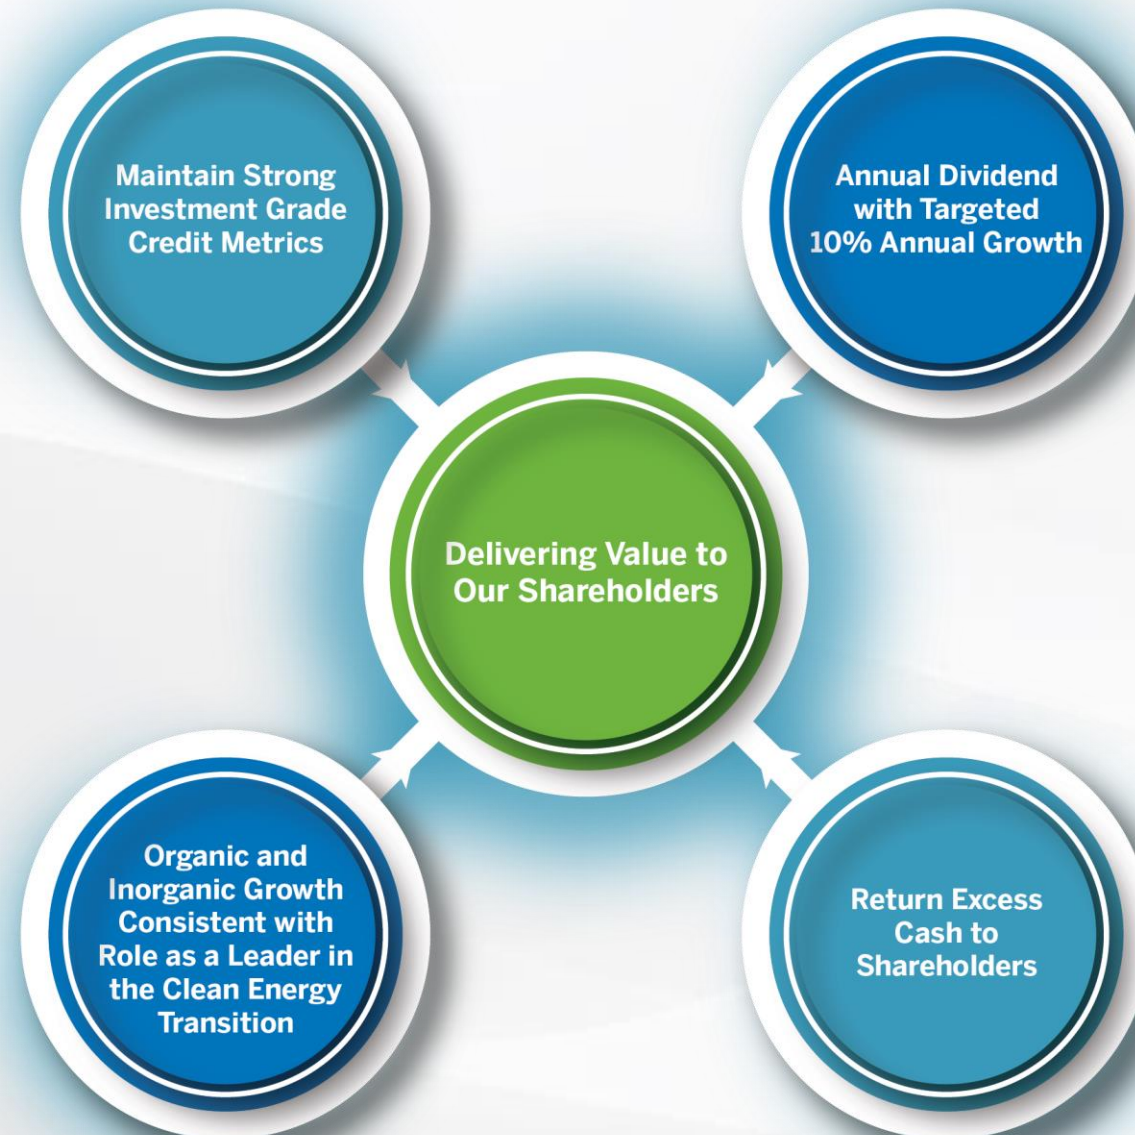 Maintain Strong
Investment Grade
Credit Metrics
Annual Dividend
with Targeted
10% Annual Growth
Delivering Value to
Our Shareholders
Organic and
Inorganic Growth
Consistent with
Role as a Leader in
the Clean Energy
Transition
Return Excess
Cash to
Shareholders